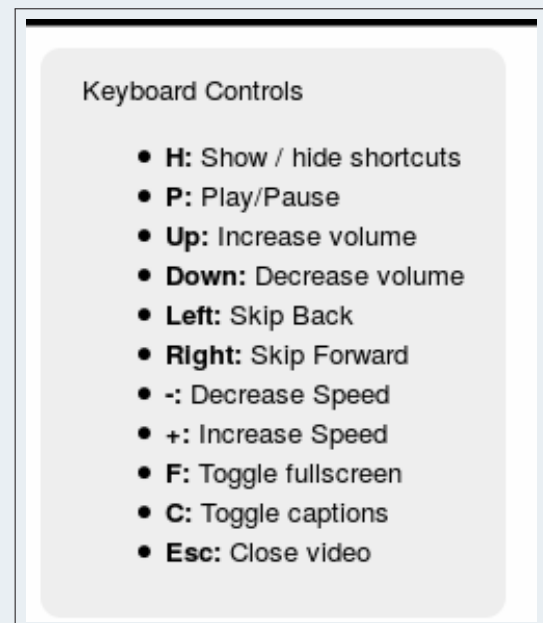 Keyboard Controls
• H: Show / hide shortcuts
• P: Play/Pause
• Up: Increase volume
• Down: Decrease volume
• Left: Skip Back
• Right: Skip Forward
• -: Decrease Speed
• +: Increase Speed
• F: Toggle fullscreen
• C: Toggle captions
• Esc: Close video